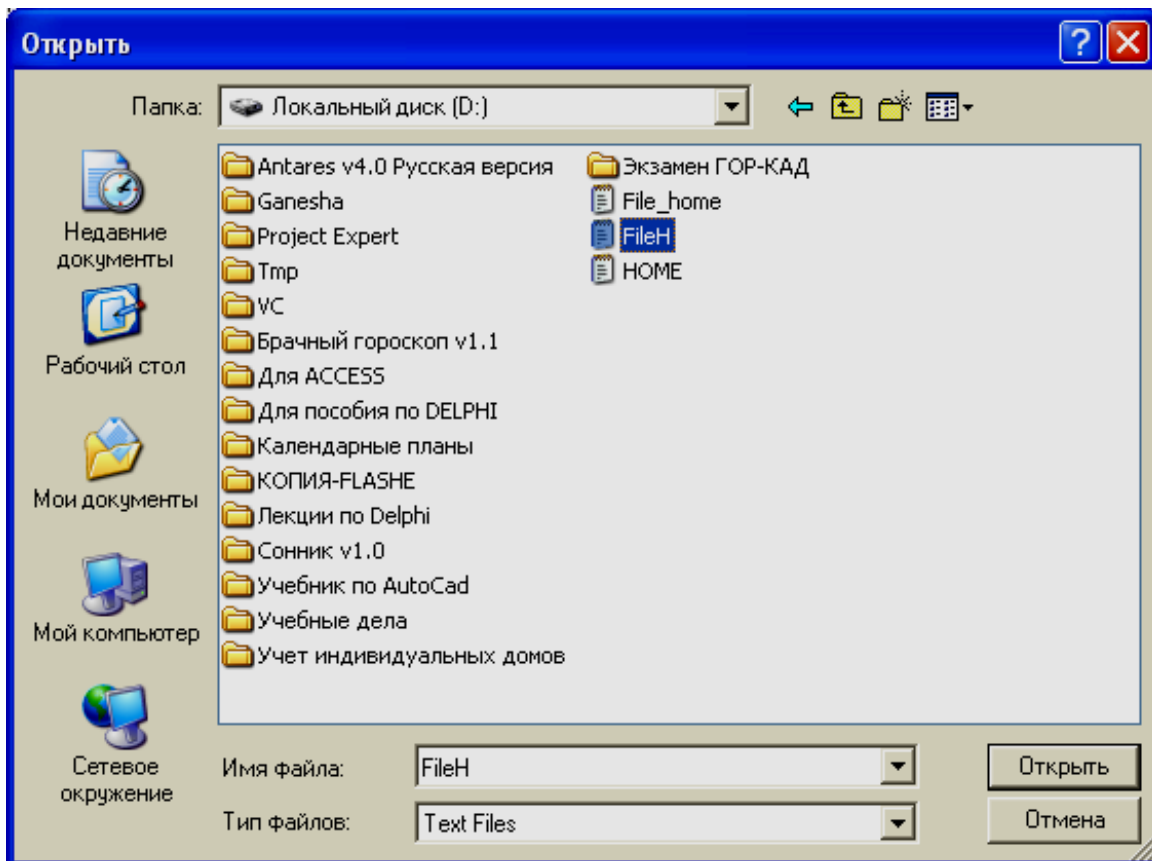 Открыть
Папка: Локальный диск (D:)
Недавние
документы
Рабочий стол
Мои документы
Мой компьютер
Сетевое
окружение
Antares v4.0 Русская версия
Ganesha
Project Expert
Tmp
VC
Брачный гороскоп v1.1
Для ACCESS
Для пособия по DELPHI
Календарные планы
КОПИЯ-FLASHE
Лекции по Delphi
Сонник v1.0
Учебник по AutoCad
Учебные дела
Учет индивидуальных домов
Экзамен ГОР-КАД
File_home
FileH
HOME
Имя файла: FileH Открыть
Тип файлов: Text Files Отмена